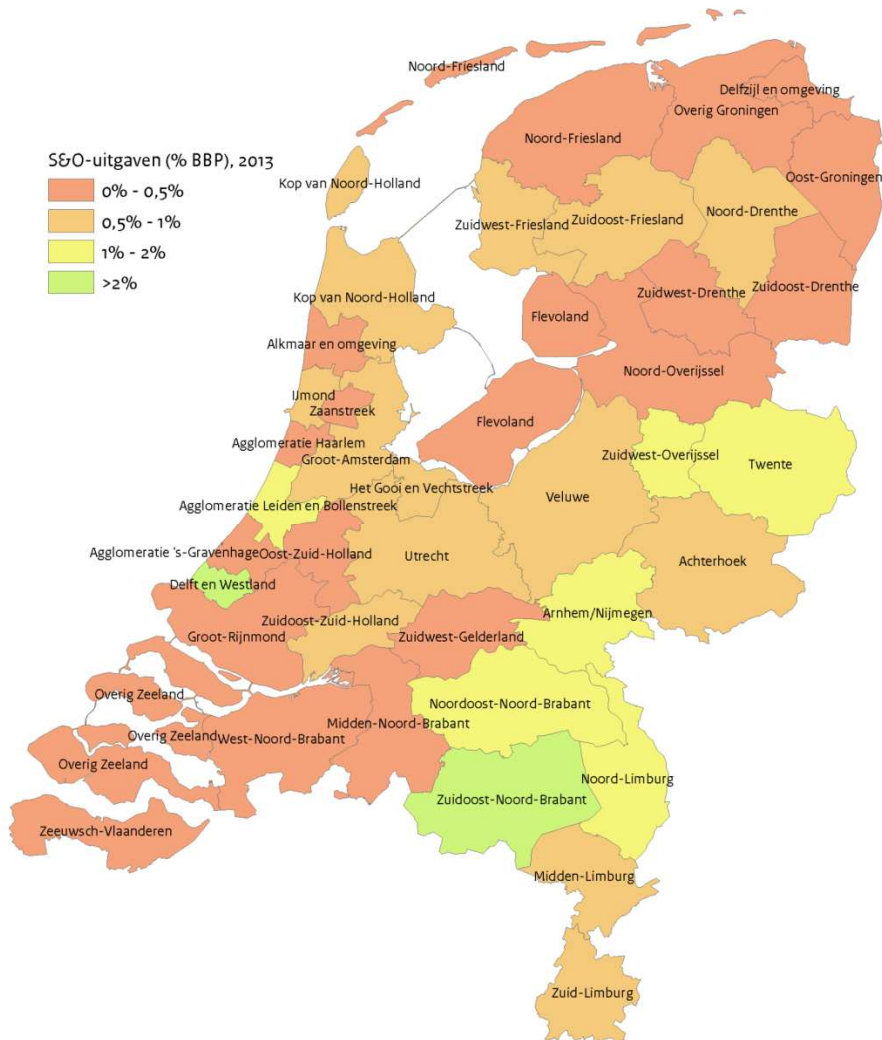 Noord-Friesland
Delfzijl en omgeving
Overig Groningen
Noord-Friesland
S&O-uitgaven (% BBP), 2013
0% - 0,5%
0,5% - 1%
1% - 2%
>2%
Kop van Noord-Holland
Oost-Groningen
Zuidwest-Friesland
Zuidoost-Friesland
Noord-Drenthe
Kop van Noord-Holland
Zuidwest-Drenthe
Zuidoost-Drenthe
Flevoland
Alkmaar en omgeving
Noord-Overijssel
IJmond
Zaanstreek
Flevoland
Agglomeratie Haarlem
Groot-Amsterdam
Zuidwest-Overijssel
Twente
Het Gooi en Vechtstreek
Veluwe
Agglomeratie Leiden en Bollenstreek
Agglomeratie 's-Gravenhage
Oost-Zuid-Holland
Utrecht
Achterhoek
Delft en Westland
Arnhem/Nijmegen
Zuidoost-Zuid-Holland
Groot-Rijnmond
Zuidwest-Gelderland
Overig Zeeland
Noordoost-Noord-Brabant
Midden-Noord-Brabant
Overig Zeeland
West-Noord-Brabant
Overig Zeeland
Noord-Limburg
Zuidoost-Noord-Brabant
Zeeuwsch-Vlaanderen
Midden-Limburg
Zuid-Limburg